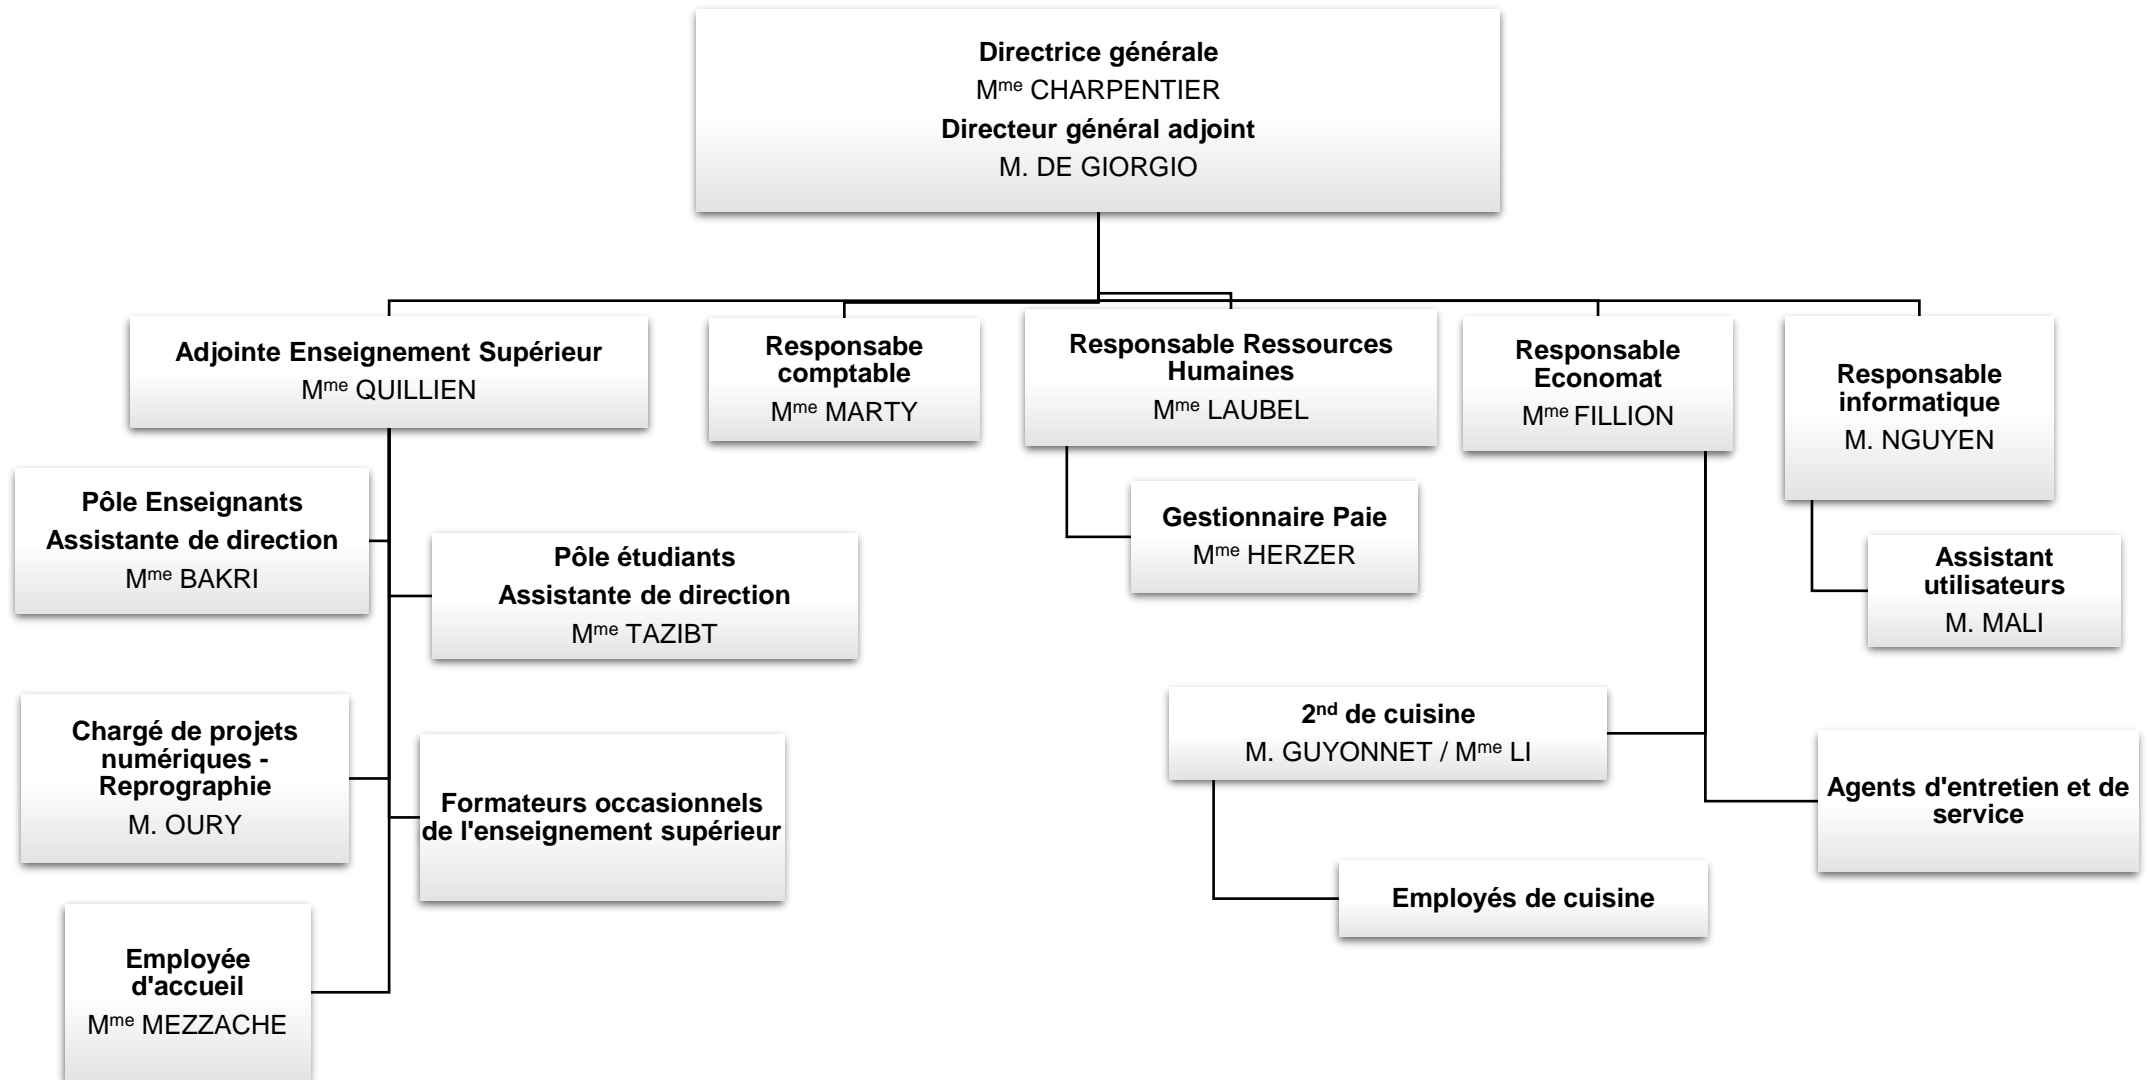 Directrice générale
Mme CHARPENTIER
Directeur général adjoint
M. DE GIORGIO
Adjointe Enseignement Supérieur
Mme QUILLIEN
Responsabe
comptable
Mme MARTY
Responsable Ressources
Humaines
Mme LAUBEL
Responsable
Economat
Mme FILLION
Responsable
informatique
M. NGUYEN
Pôle Enseignants
Assistante de direction
Mme BAKRI
Pôle étudiants
Assistante de direction
Mme TAZIBT
Gestionnaire Paie
Mme HERZER
Assistant
utilisateurs
M. MALI
Chargé de projets
numériques -
Reprographie
M. OURY
Formateurs occasionnels
de l'enseignement supérieur
2nd de cuisine
M. GUYONNET / Mme LI
Agents d'entretien et de
service
Employés de cuisine
Employée
d'accueil
Mme MEZZACHE